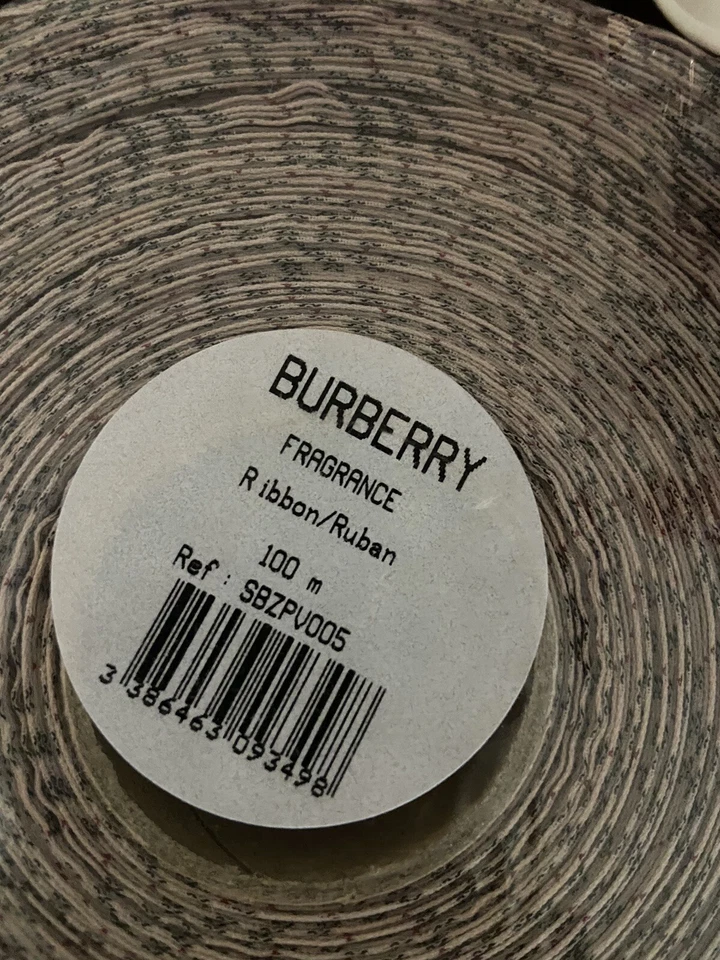 BURBERRY
FRAGRANCE
Ribbon/Ruban
100 m
Ref : SBZPV005
3 386463 093498